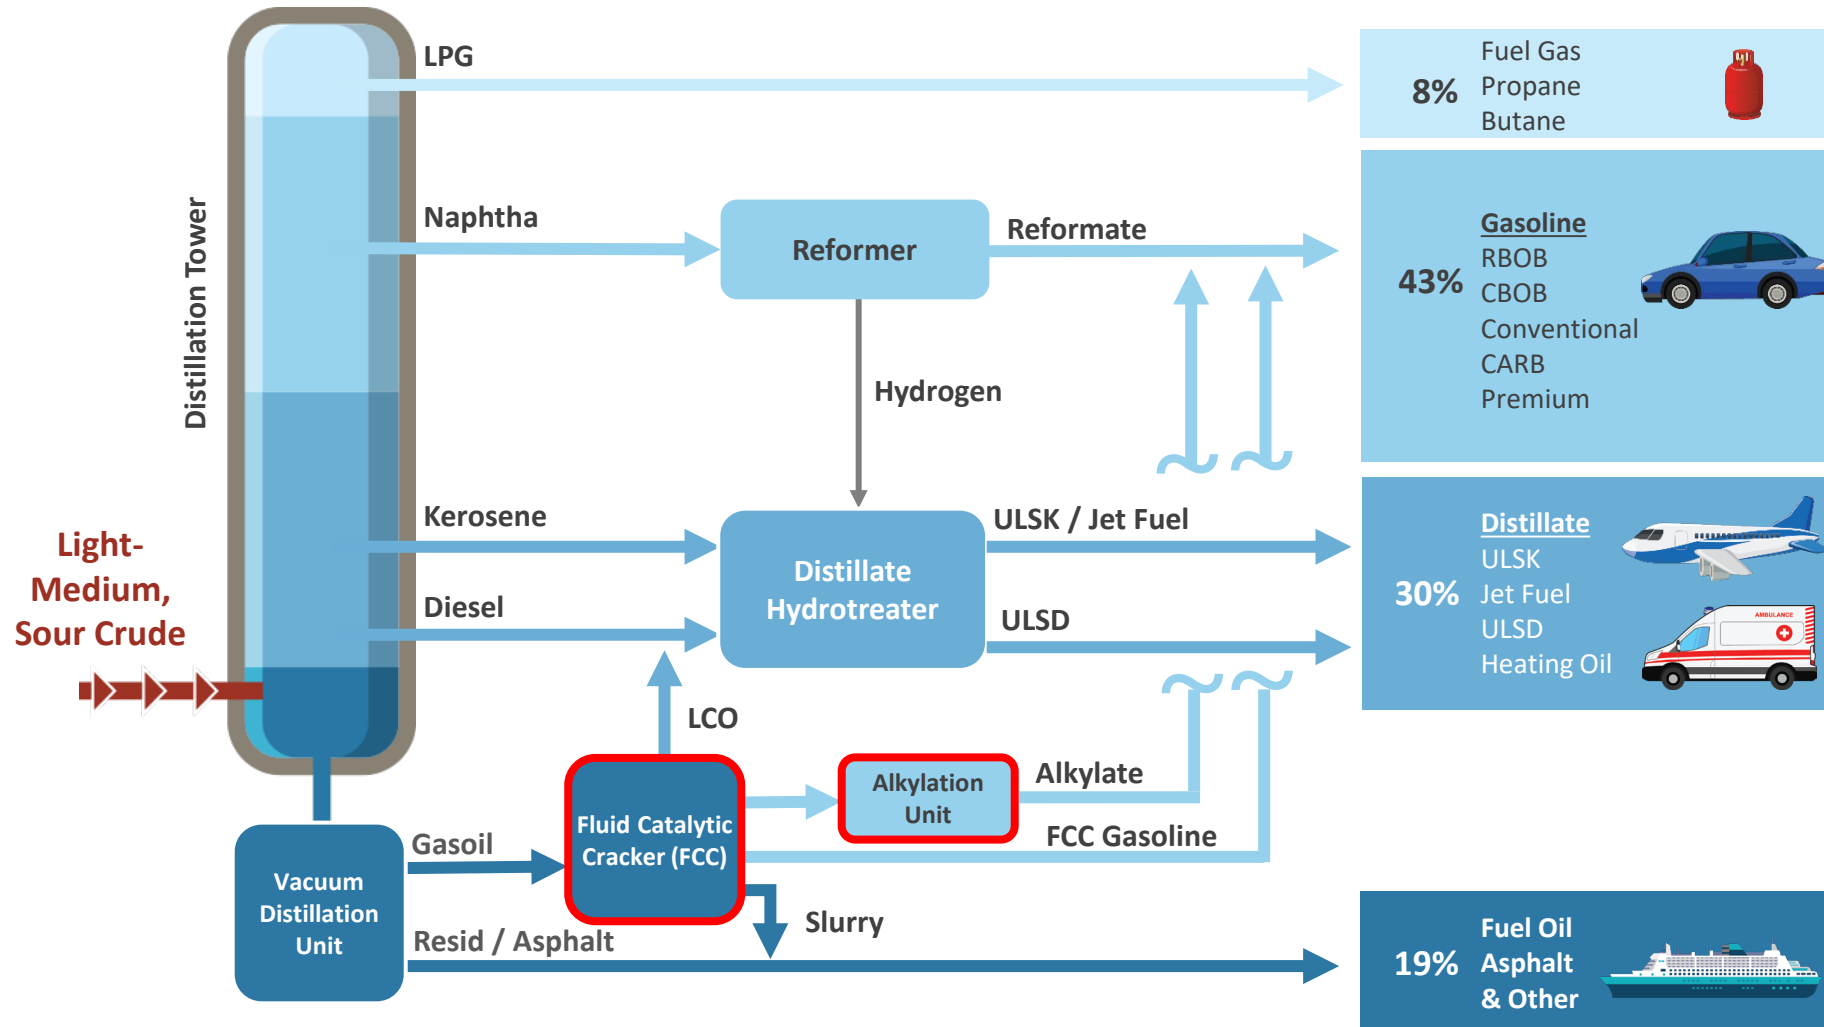 LPG
Fuel Gas
8%
Propane
Butane
Distillation Tower
Naphtha
Reformer
Reformate
Hydrogen
Gasoline
43%
RBOB
CBOB
Conventional
CARB
Premium
Light-
Medium,
Sour Crude
Kerosene
Diesel
Distillate
Hydrotreater
ULSK / Jet Fuel
ULSD
Distillate
30%
ULSK
Jet Fuel
ULSD
Heating Oil
AMBULANCE
LCO
Fluid Catalytic
Cracker (FCC)
Alkylation
Unit
Alkylate
FCC Gasoline
Gasoil
Vacuum
Distillation
Unit
Slurry
Resid / Asphalt
19%
Fuel Oil
Asphalt
& Other